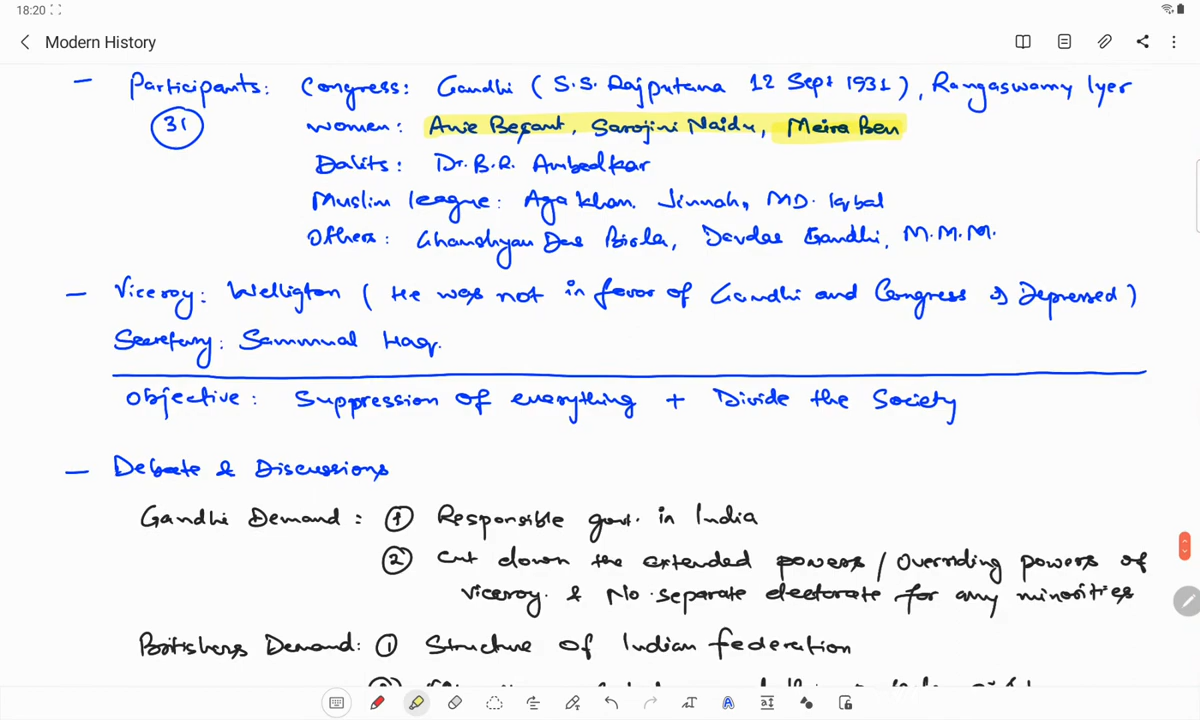 18:20
Modern History
– Participants: Congress: Gandhi ( S.S. Rajputana 12 Sept 1931 ), Rangaswamy Iyer
31 women: Anie Besant, Sarojini Naidu, Meira Ben
Dalits: Dr. B.R. Ambedkar
Muslim league: Aga khan. Jinnah, MD. Iqbal
Others: Ghanshyan Das Birla, Devdas Gandhi, M.M.M.
– Viceroy: Welligton ( He was not in favor of Gandhi and Congress & Depressed )
Secretary: Sammual Haor.
Objective: Suppression of everything + Divide the Society
– Debate & Discussions
Gandhi Demand: ① Responsible govt. in India
② cut down the extended powers / Overriding powers of
viceroy. & No separate electorate for any minorities
Britishers Demand: ① Structure of Indian federation